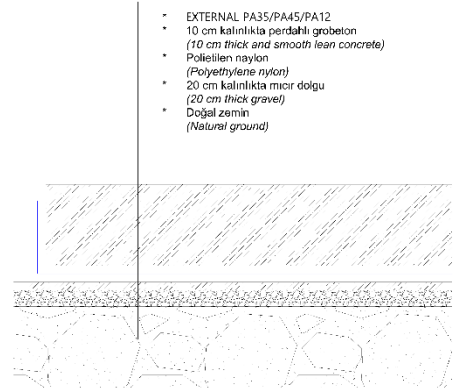 * EXTERNAL PA35/PA45/PA12
* 10 cm kalınlıkta perdahlı grobeton
(10 cm thick and smooth lean concrete)
* Polietilen naylon
(Polyethylene nylon)
* 20 cm kalınlıkta mıcır dolgu
(20 cm thick gravel)
* Doğal zemin
(Natural ground)